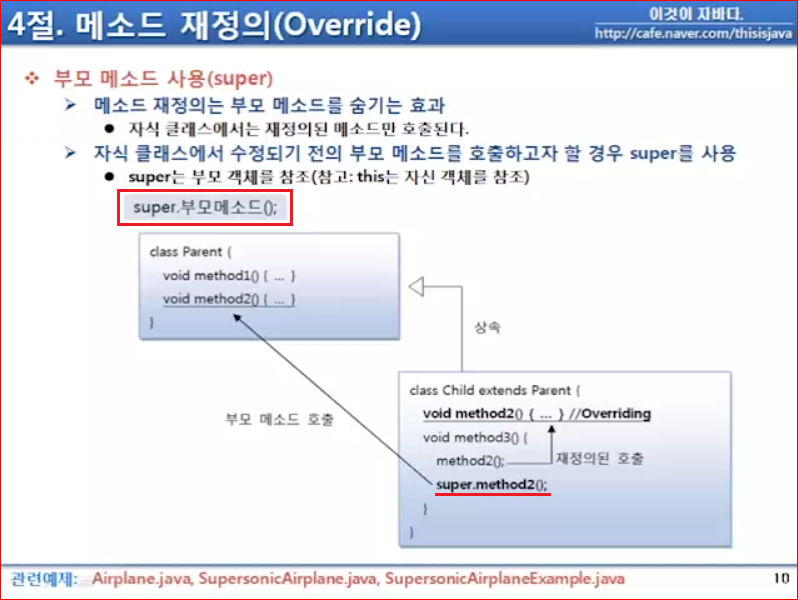 4절. 메소드 재정의(Override)
이것이 자바다.
http://cafe.naver.com/thisisjava
부모 메소드 사용(super)
메소드 재정의는 부모 메소드를 숨기는 효과
자식 클래스에서는 재정의된 메소드만 호출된다.
자식 클래스에서 수정되기 전의 부모 메소드를 호출하고자 할 경우 super를 사용
super는 부모 객체를 참조(참고: this는 자신 객체를 참조)
super.부모메소드();
class Parent {
void method1() { ... }
void method2() { ... }
}
상속
부모 메소드 호출
class Child extends Parent {
void method2() { ... } //Overriding
void method3() {
method2();
재정의된 호출
super.method2();
}
}
관련예제: Airplane.java, SupersonicAirplane.java, SupersonicAirplaneExample.java
10